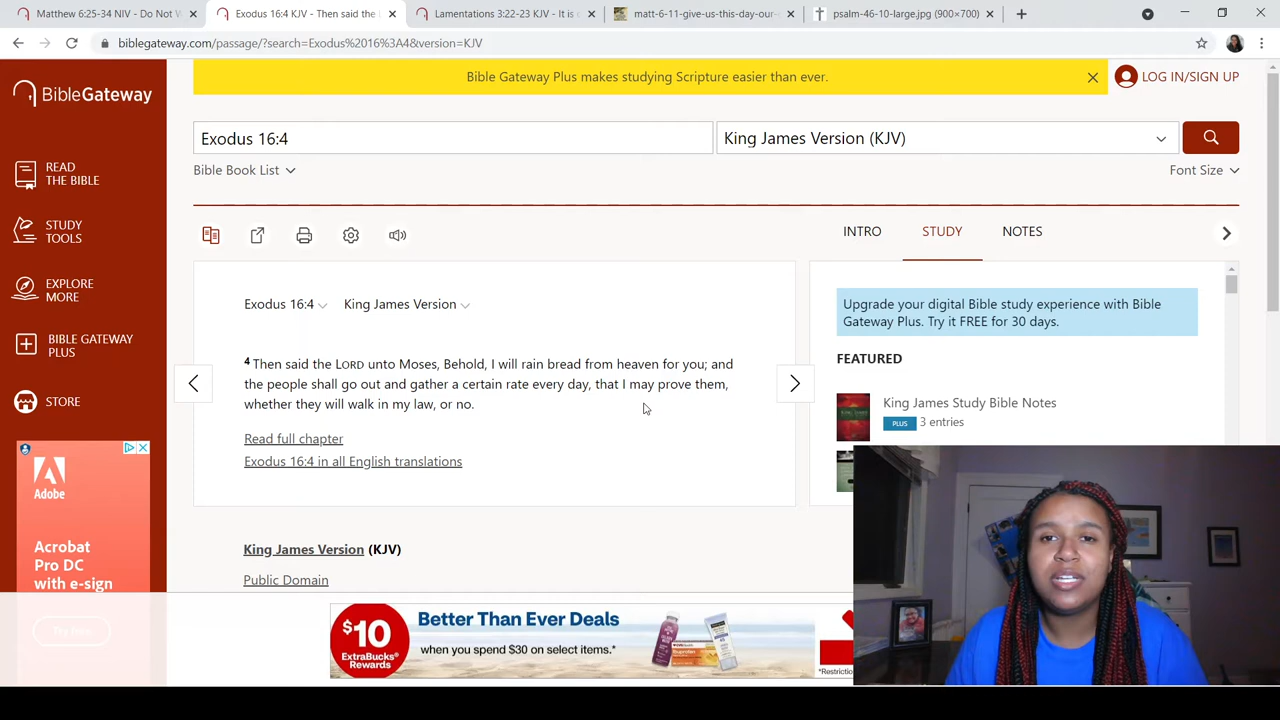 Matthew 6:25-34 NIV - Do Not W
Exodus 16:4 KJV - Then said the L
Lamentations 3:22-23 KJV - It is o
matt-6-11-give-us-this-day-our-
psalm-46-10-large.jpg (900×700)
biblegateway.com/passage/?search=Exodus%2016%3A4&version=KJV
Bible Gateway Plus makes studying Scripture easier than ever.
LOG IN/SIGN UP
BibleGateway
Exodus 16:4
King James Version (KJV)
Bible Book List
Font Size
READ
THE BIBLE
STUDY
TOOLS
EXPLORE
MORE
BIBLE GATEWAY
PLUS
STORE
INTRO
STUDY
NOTES
Exodus 16:4
King James Version
4 Then said the LORD unto Moses, Behold, I will rain bread from heaven for you; and
the people shall go out and gather a certain rate every day, that I may prove them,
whether they will walk in my law, or no.
Read full chapter
Exodus 16:4 in all English translations
Upgrade your digital Bible study experience with Bible
Gateway Plus. Try it FREE for 30 days.
FEATURED
King James Study Bible Notes
PLUS
3 entries
King James Version (KJV)
Public Domain
Adobe
Acrobat
Pro DC
with e-sign
$10
ExtraBucks
Rewards
Better Than Ever Deals
when you spend $30 on select items.*
*Restriction